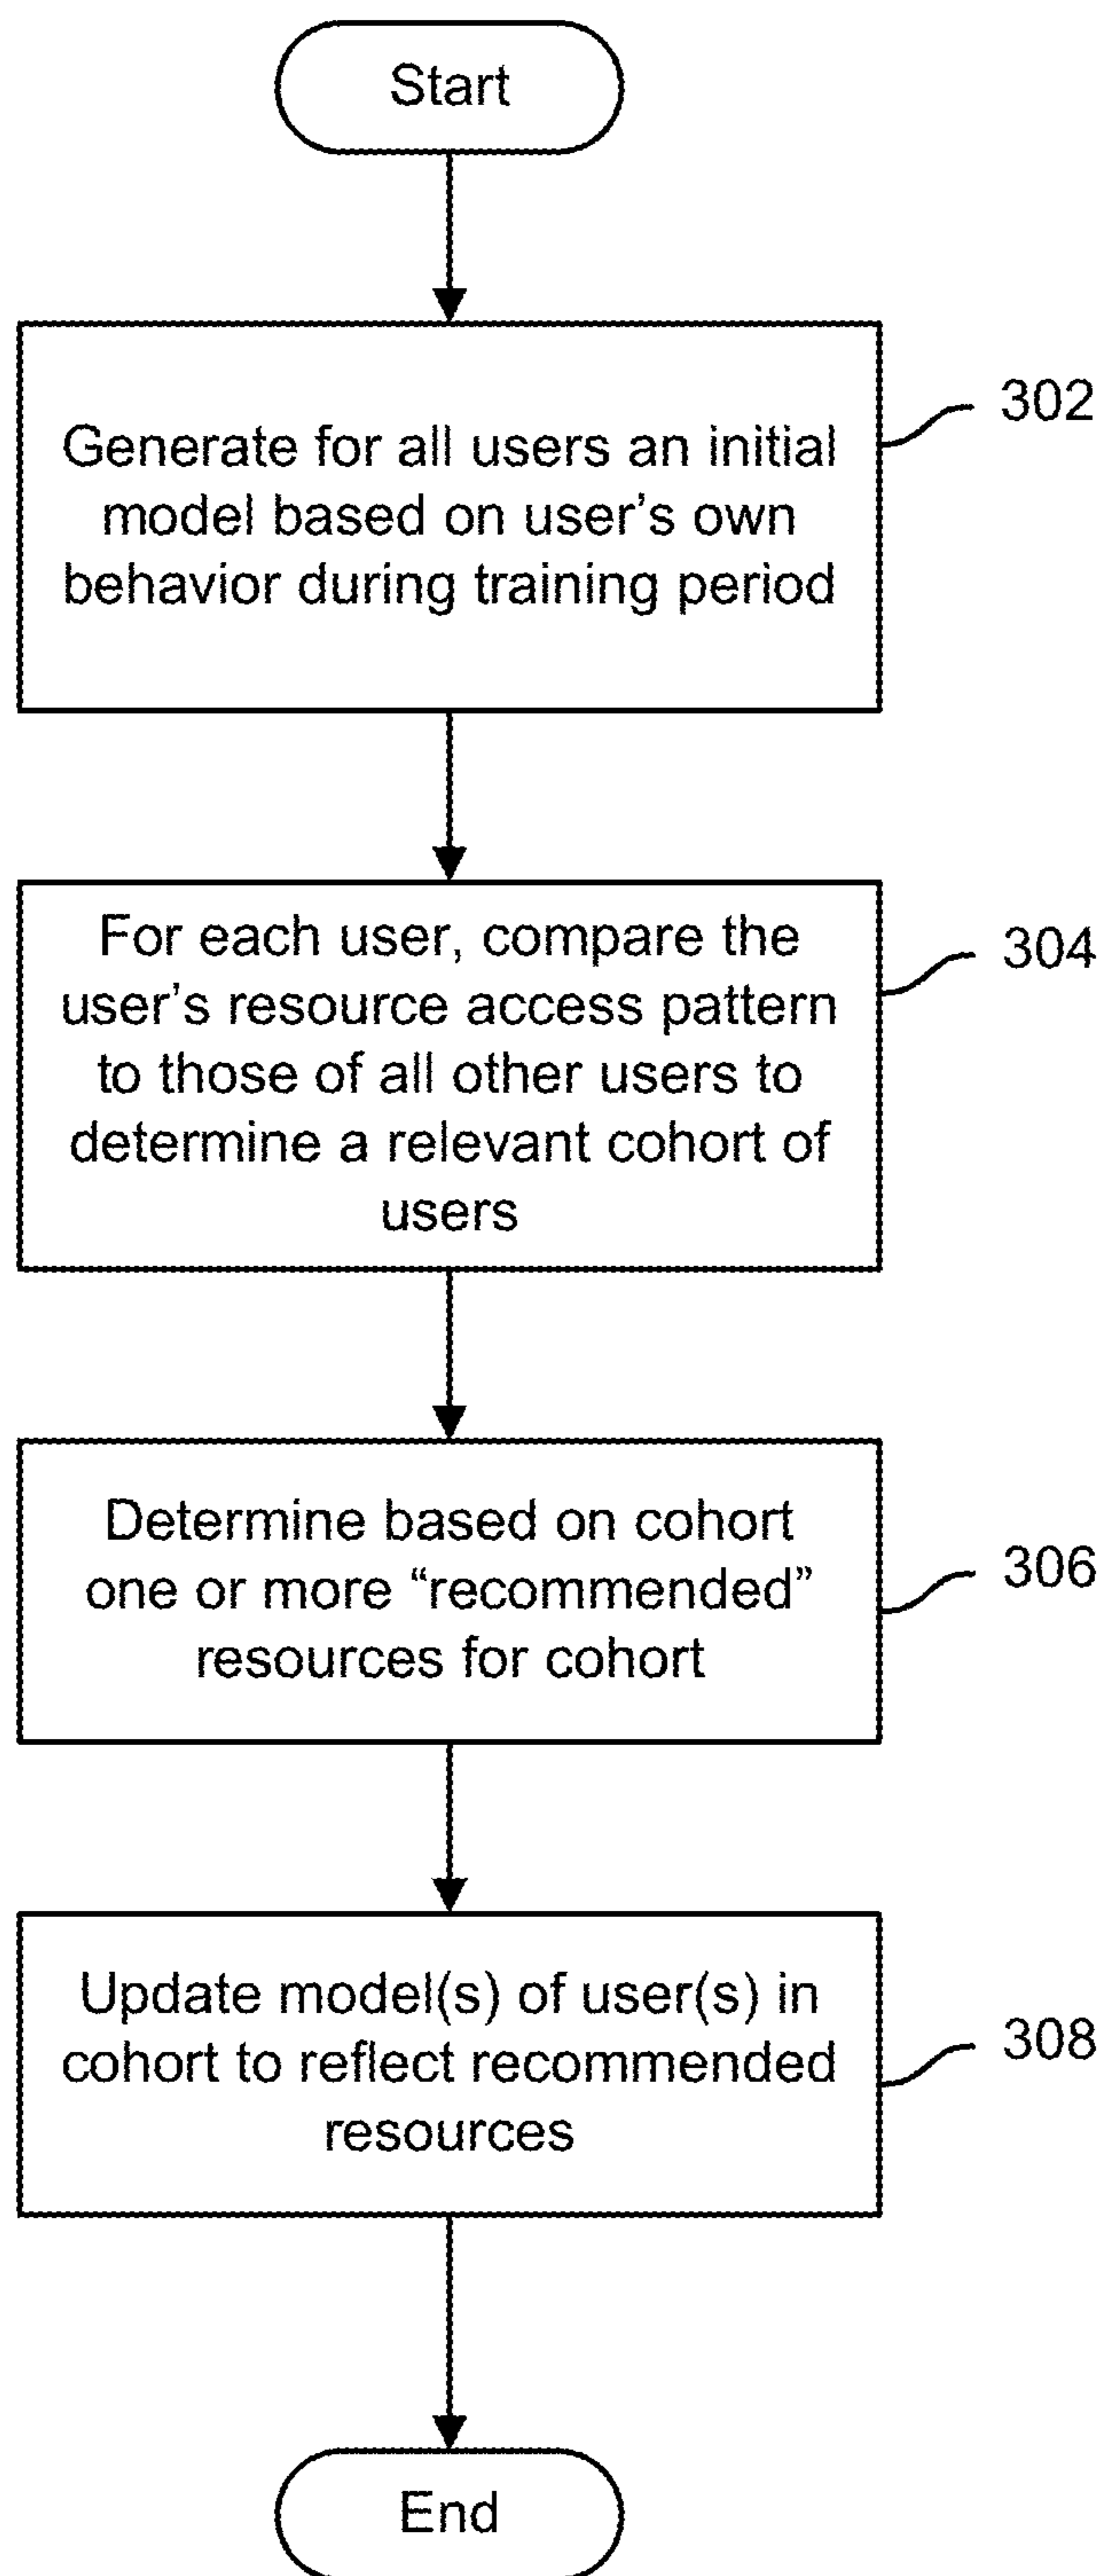 Start
Generate for all users an initial
model based on user's own
behavior during training period
302
For each user, compare the
user's resource access pattern
to those of all other users to
determine a relevant cohort of
users
304
Determine based on cohort
one or more “recommended”
resources for cohort
306
Update model(s) of user(s) in
cohort to reflect recommended
resources
308
End